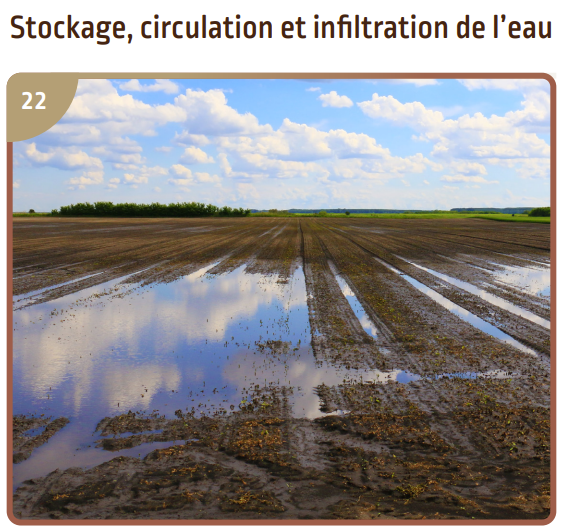 Stockage, circulation et infiltration de l'eau
22